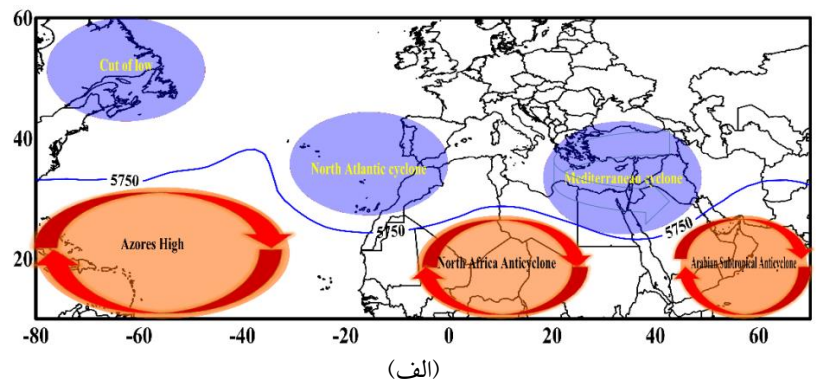 60
Cut of low
40
North Atlantic cyclone
Mediterranean cyclone
5750
5750
5750
Azores High
20
North Africa Anticyclone
Arabian Subtropical Anticyclone
-80 -60 -40 -20 0 20 40 60
(الف)